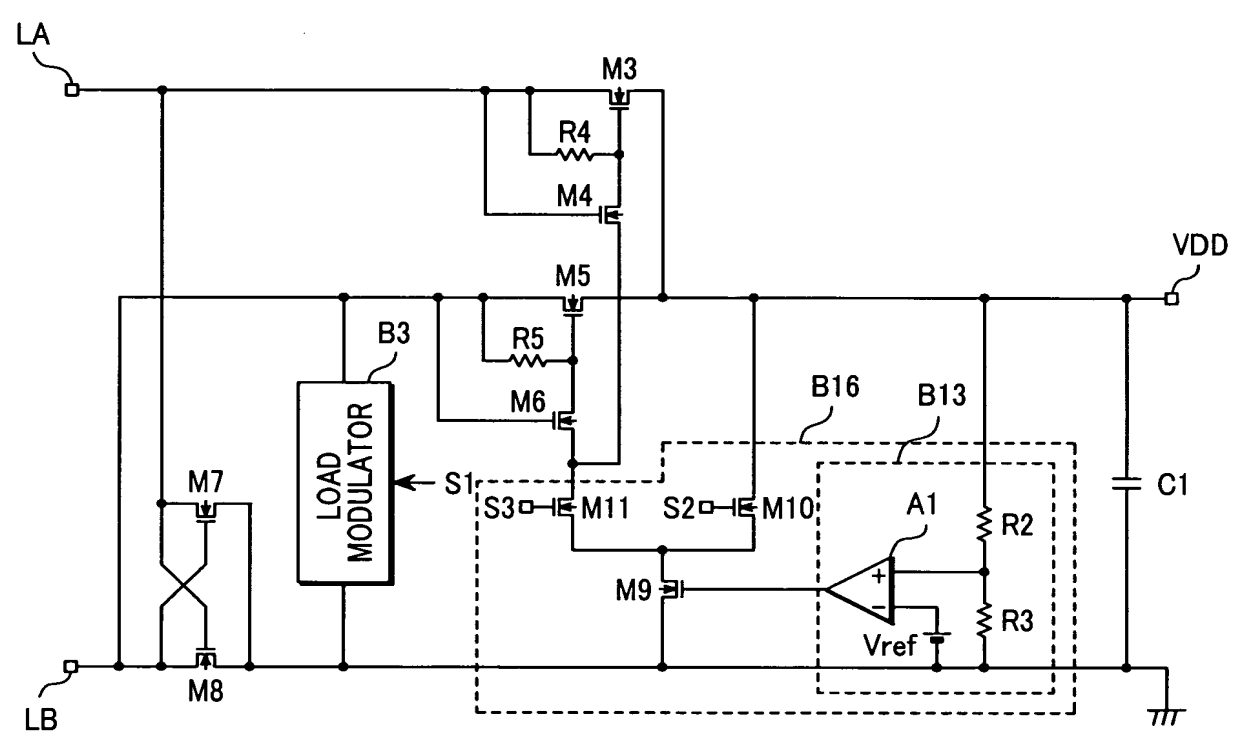 LA
M3
R4
M4
VDD
M5
B3
R5
B16
B13
M6
LOAD
MODULATOR
S1
M7
S3
M11
S2
M10
A1
R2
C1
M9
+
−
Vref
R3
M8
LB